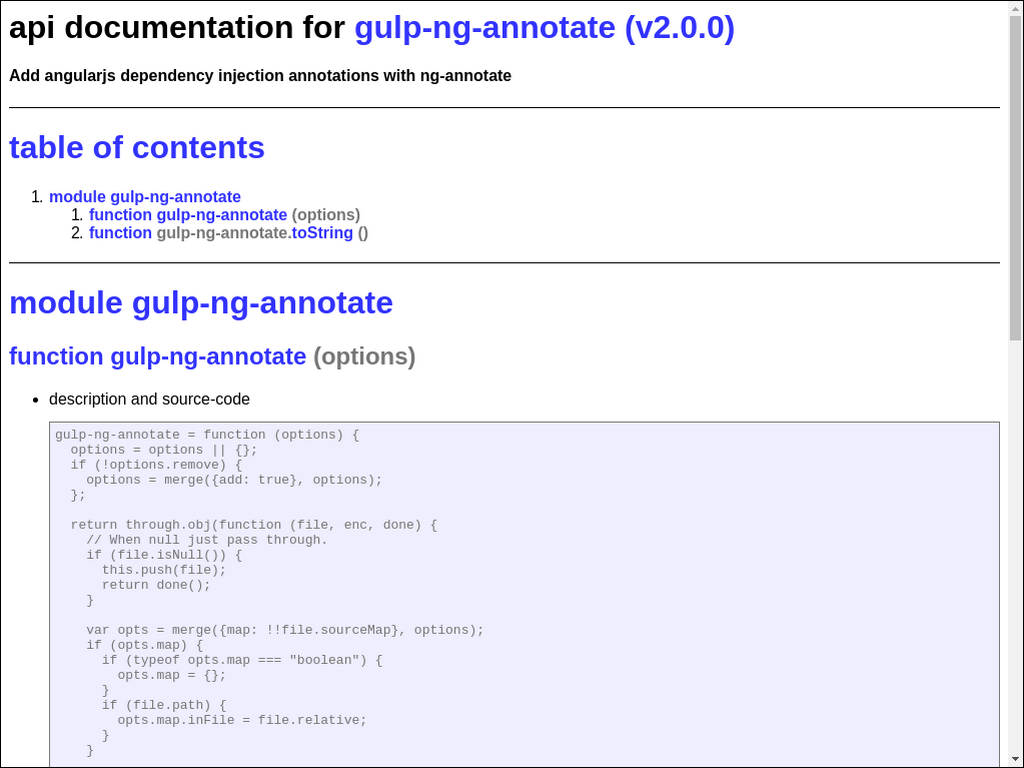 api documentation for gulp-ng-annotate (v2.0.0)
Add angularjs dependency injection annotations with ng-annotate
table of contents
1. module gulp-ng-annotate
1. function gulp-ng-annotate (options)
2. function gulp-ng-annotate.toString ()
module gulp-ng-annotate
function gulp-ng-annotate (options)
• description and source-code
gulp-ng-annotate = function (options) {
  options = options || {};
  if (!options.remove) {
    options = merge({add: true}, options);
  };

  return through.obj(function (file, enc, done) {
    // When null just pass through.
    if (file.isNull()) {
      this.push(file);
      return done();
    }

    var opts = merge({map: !!file.sourceMap}, options);
    if (opts.map) {
      if (typeof opts.map === "boolean") {
        opts.map = {};
      }
      if (file.path) {
        opts.map.inFile = file.relative;
      }
    }